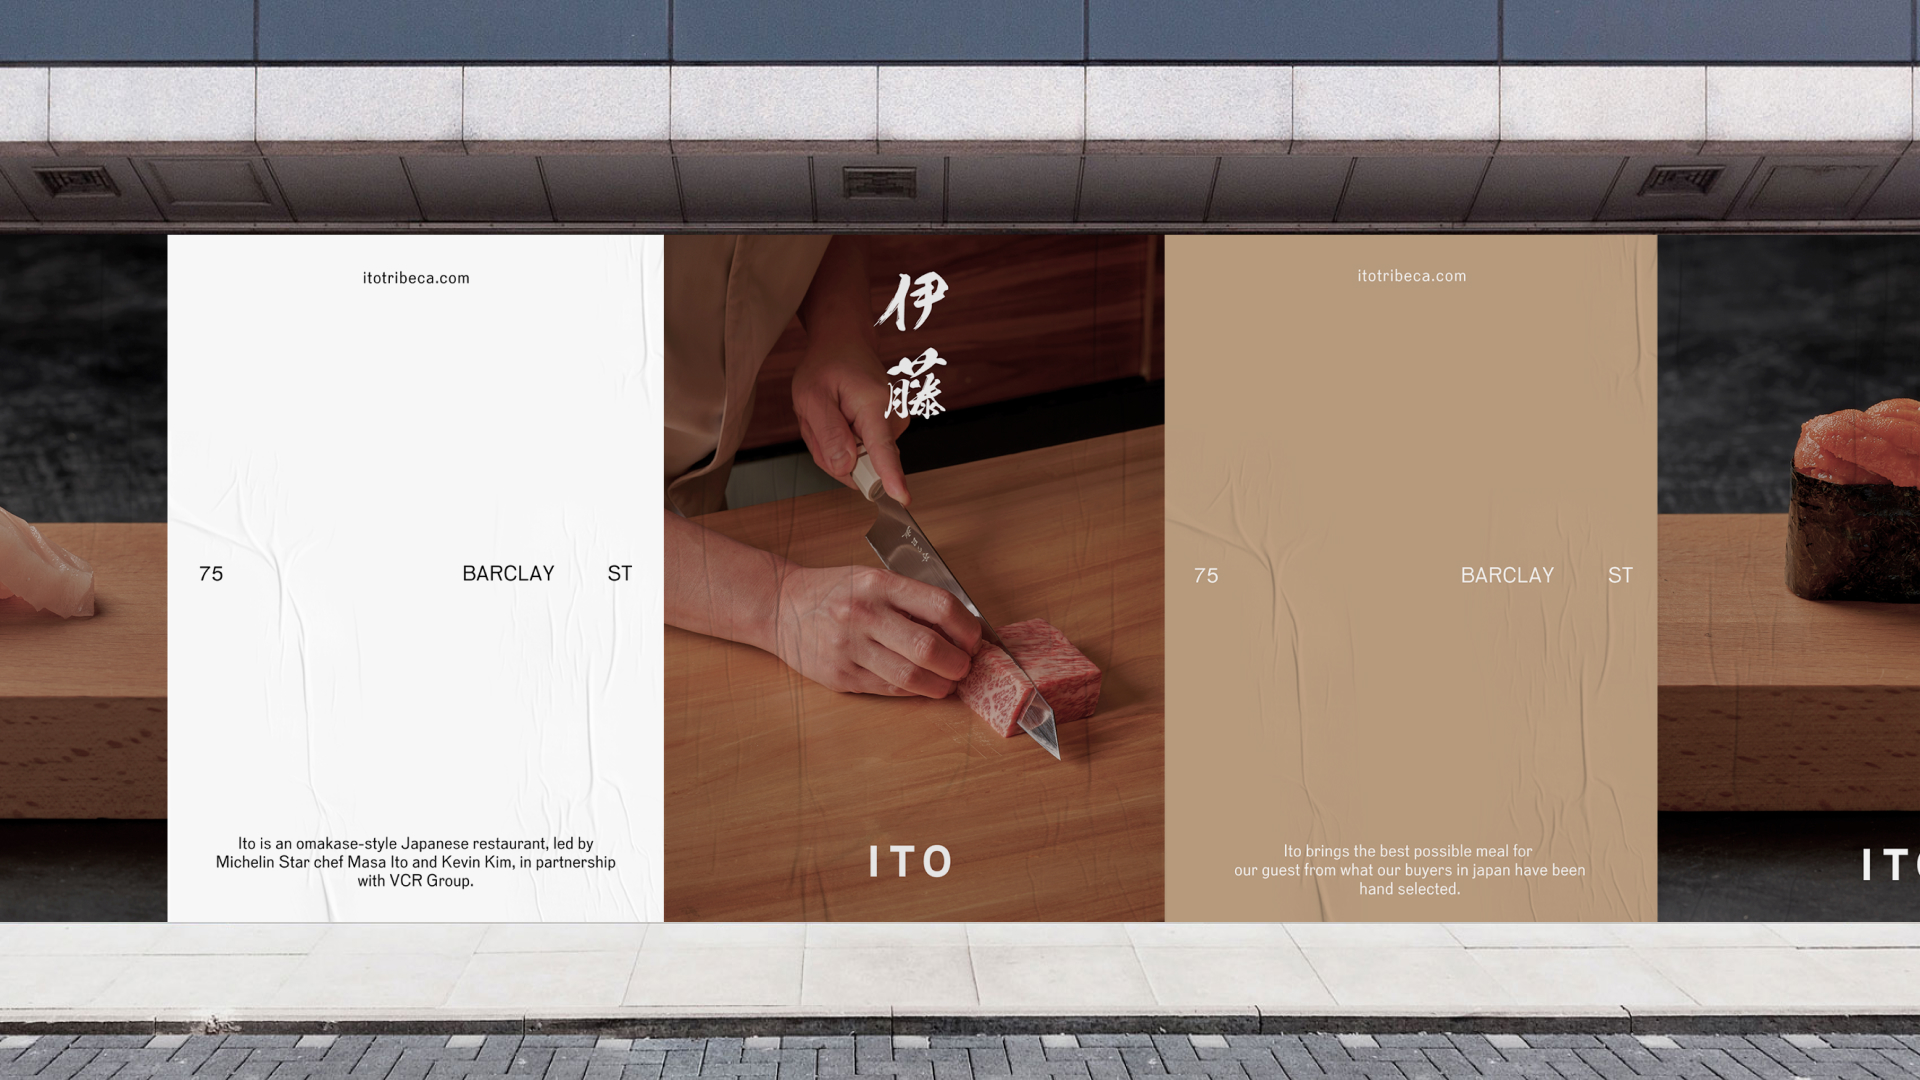 itotribeca.com
75 BARCLAY ST
Ito is an omakase-style Japanese restaurant, led by
Michelin Star chef Masa Ito and Kevin Kim, in partnership
with VCR Group.
伊
藤
ITO
itotribeca.com
75 BARCLAY ST
Ito brings the best possible meal for
our guest from what our buyers in japan have been
hand selected.
ITO